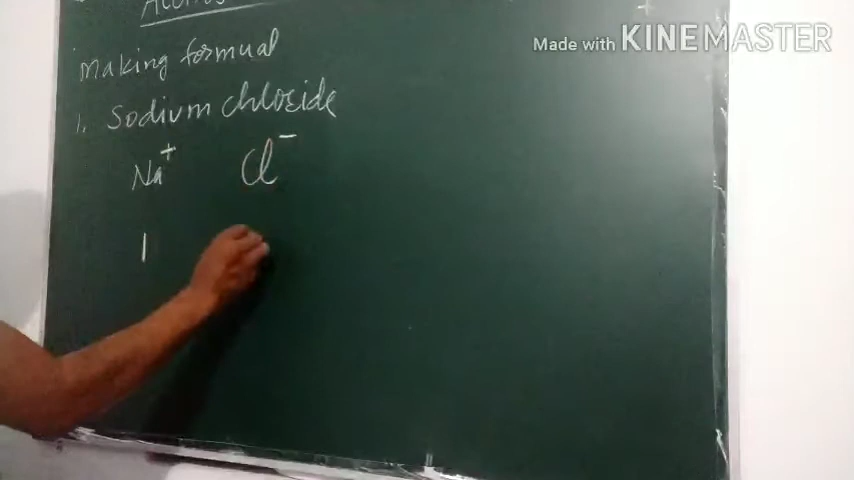 Made with KINEMASTER
making formual
1. Sodium chloride
Na+ Cl-
1